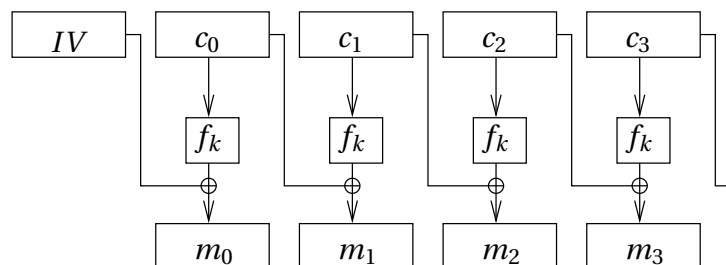 IV c₀ c₁ c₂ c₃
fₖ fₖ fₖ fₖ
m₀ m₁ m₂ m₃